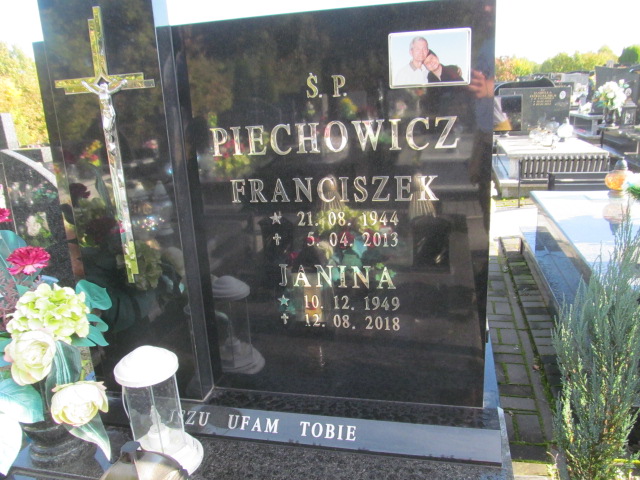 Ś.P.
PIECHOWICZ
FRANCISZEK
21.08.1944
5.04.2013
JANINA
10.12.1949
12.08.2018
UFAM TOBIE